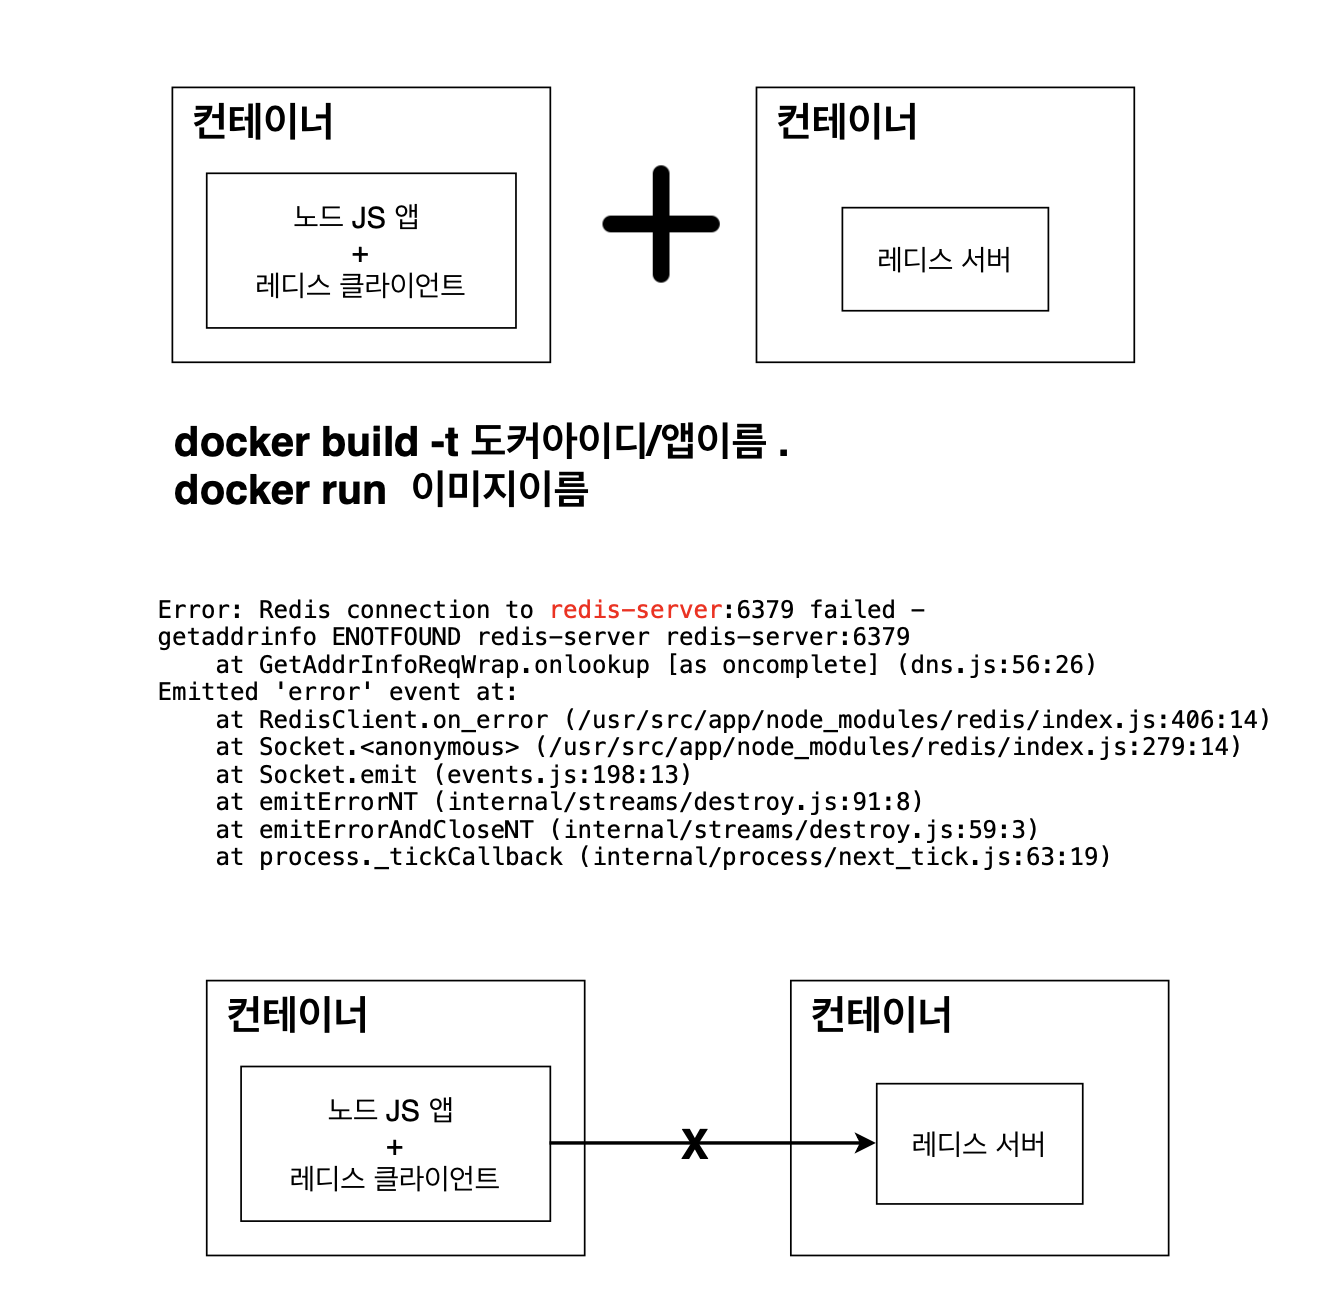 컨테이너
노드 JS 앱
+
레디스 클라이언트
컨테이너
레디스 서버
docker build -t 도커아이디/앱이름 .
docker run 이미지이름
Error: Redis connection to redis-server:6379 failed -
getaddrinfo ENOTFOUND redis-server redis-server:6379
    at GetAddrInfoReqWrap.onlookup [as oncomplete] (dns.js:56:26)
Emitted 'error' event at:
    at RedisClient.on_error (/usr/src/app/node_modules/redis/index.js:406:14)
    at Socket.<anonymous> (/usr/src/app/node_modules/redis/index.js:279:14)
    at Socket.emit (events.js:198:13)
    at emitErrorNT (internal/streams/destroy.js:91:8)
    at emitErrorAndCloseNT (internal/streams/destroy.js:59:3)
    at process._tickCallback (internal/process/next_tick.js:63:19)
컨테이너
노드 JS 앱
+
레디스 클라이언트
X
컨테이너
레디스 서버